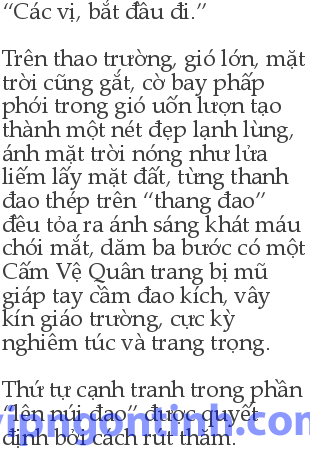 “Các vị, bắt đầu đi.”
Trên thao trường, gió lớn, mặt
trời cũng gắt, cờ bay phấp
phới trong gió uốn lượn tạo
thành một nét đẹp lạnh lùng,
ánh mặt trời nóng như lửa
liếm lấy mặt đất, từng thanh
đao thép trên “thang đao”
đều tỏa ra ánh sáng khát máu
chói mắt, dăm ba bước có một
Cấm Vệ Quân trang bị mũ
giáp tay cầm đao kích, vây
kín giáo trường, cực kỳ
nghiêm túc và trang trọng.
Thứ tự cạnh tranh trong phần
“lên núi đao” được quyết
định bởi cách rút thăm.
vongontinh.com